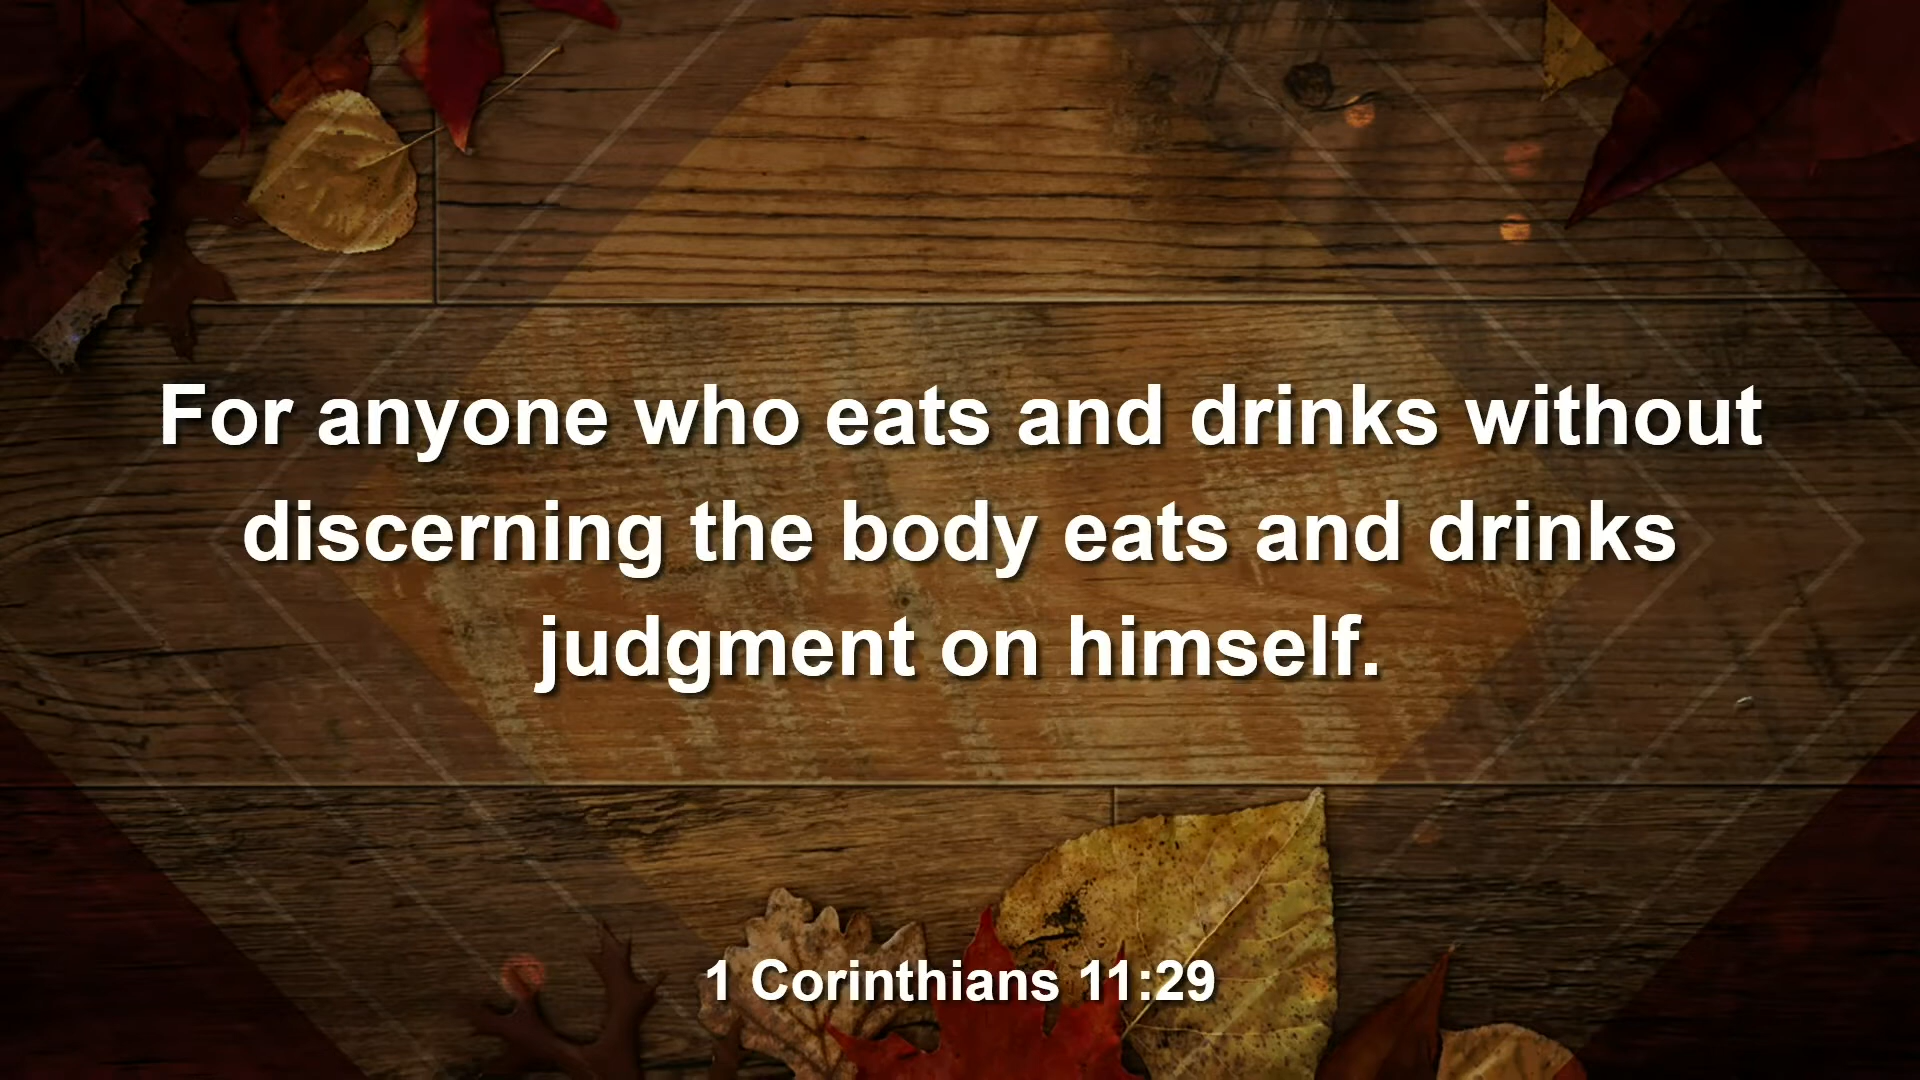 For anyone who eats and drinks without
discerning the body eats and drinks
judgment on himself.
1 Corinthians 11:29